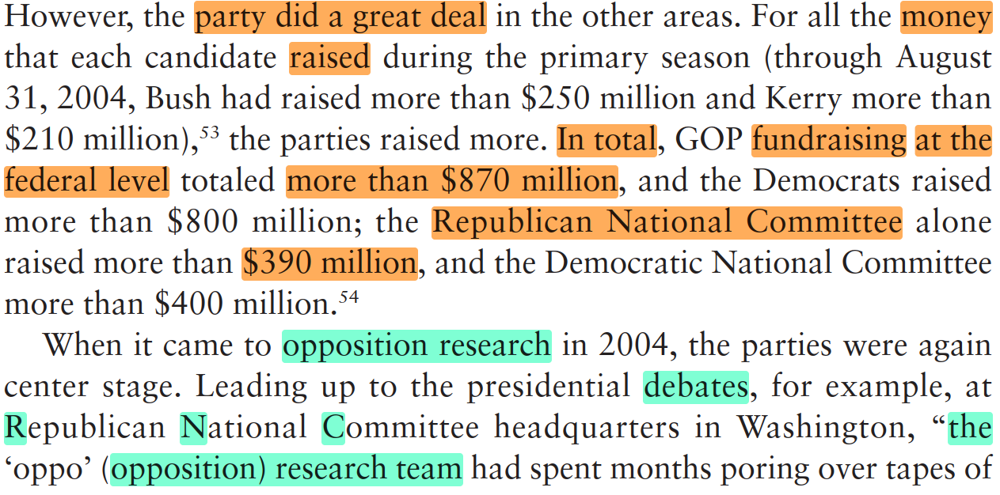 However, the party did a great deal in the other areas. For all the money
that each candidate raised during the primary season (through August
31, 2004, Bush had raised more than $250 million and Kerry more than
$210 million),53 the parties raised more. In total, GOP fundraising at the
federal level totaled more than $870 million, and the Democrats raised
more than $800 million; the Republican National Committee alone
raised more than $390 million, and the Democratic National Committee
more than $400 million.54
When it came to opposition research in 2004, the parties were again
center stage. Leading up to the presidential debates, for example, at
Republican National Committee headquarters in Washington, “the
‘oppo’ (opposition) research team had spent months poring over tapes of